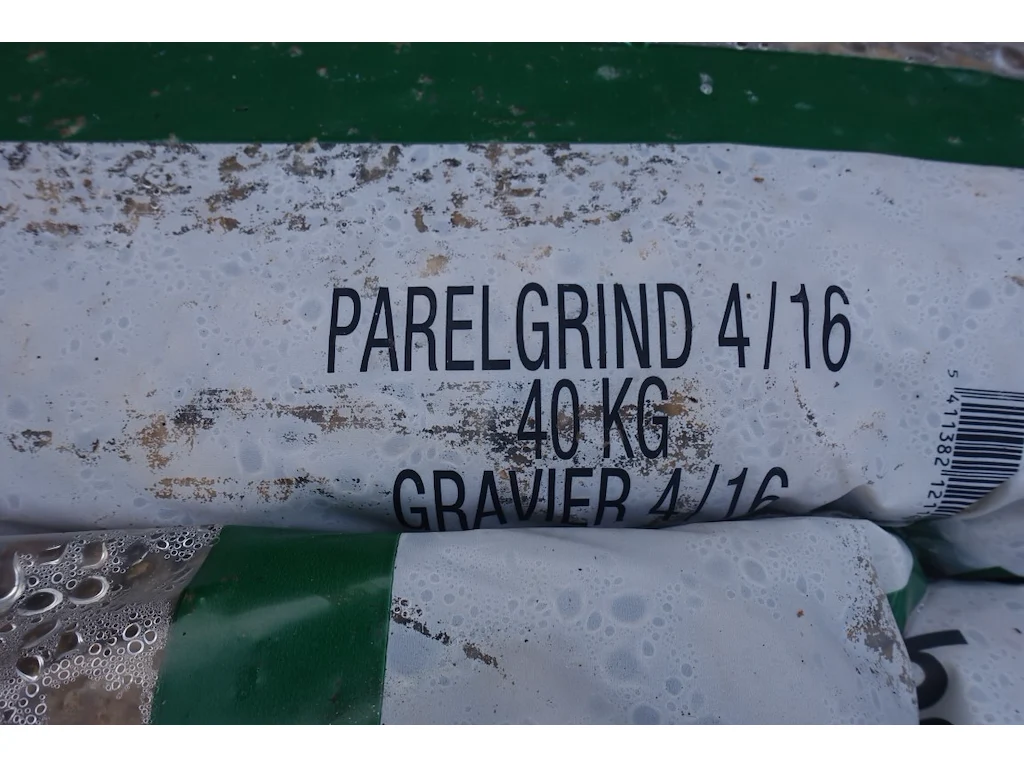 PARELGRIND 4/16
40 KG
GRAVIER 4/16